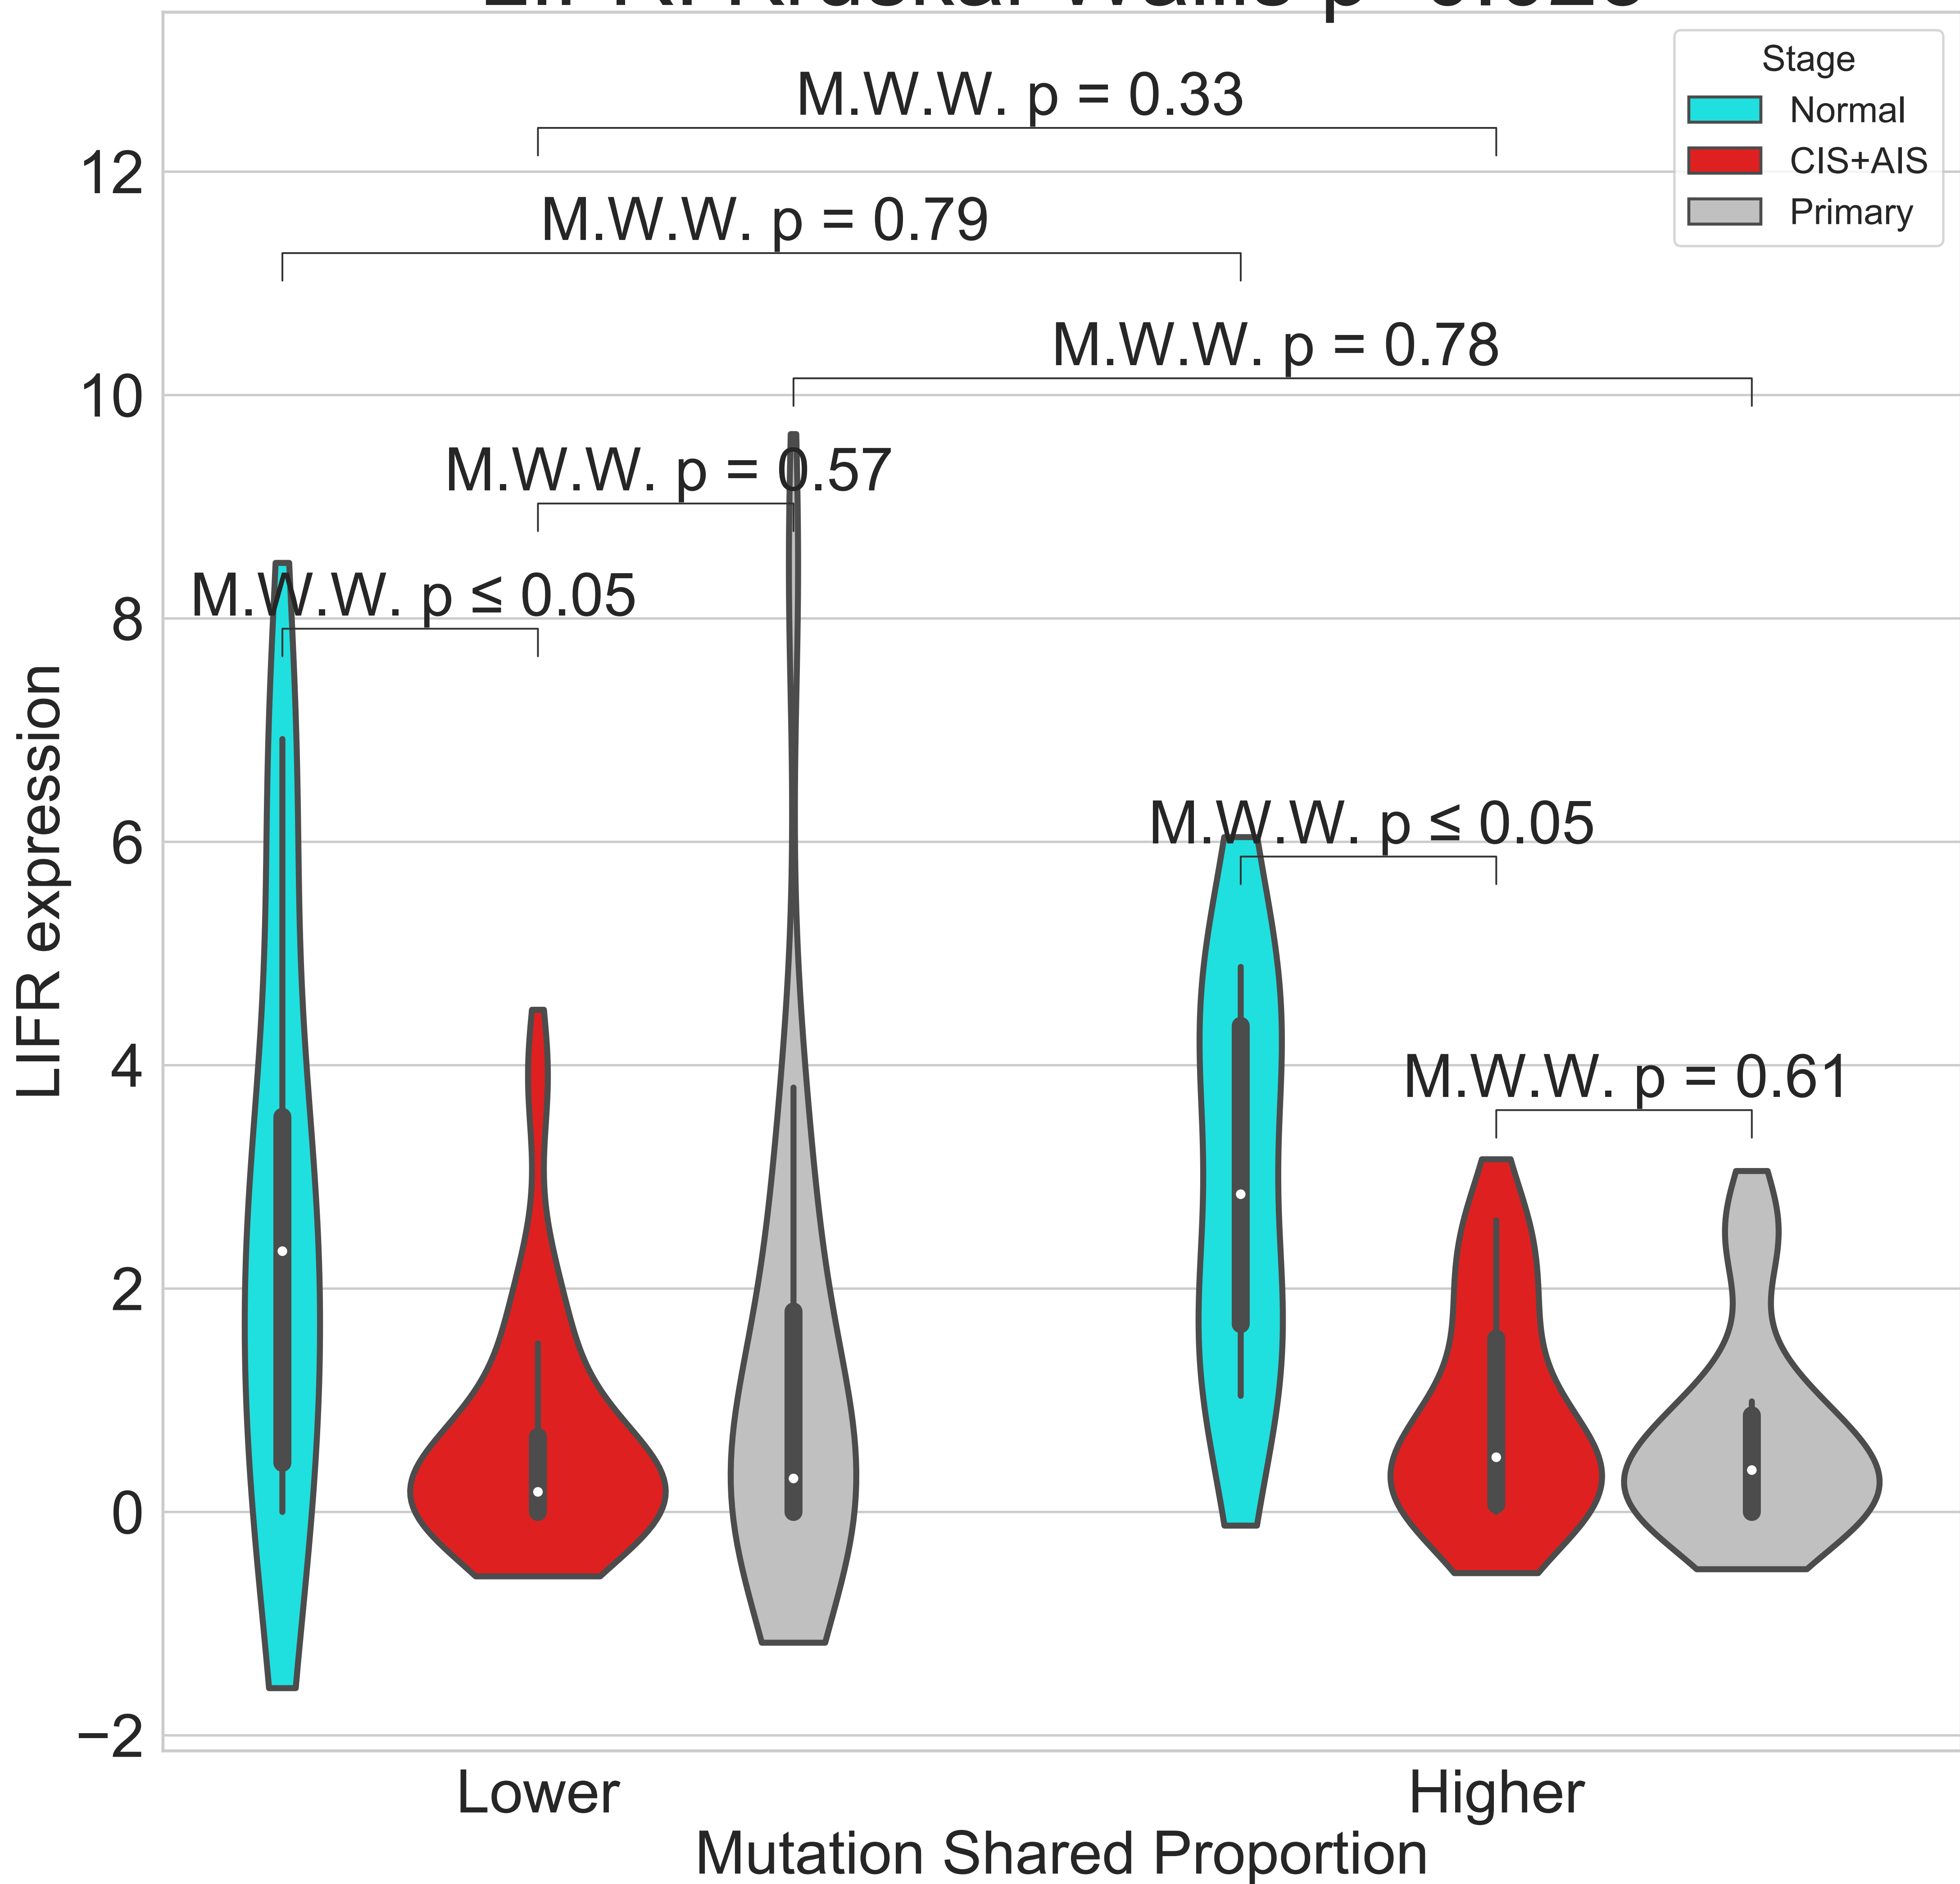 Stage
Normal
CIS+AIS
Primary
M.W.W. p = 0.33
12
M.W.W. p = 0.79
M.W.W. p = 0.78
10
M.W.W. p = 0.57
M.W.W. p ≤ 0.05
8
M.W.W. p ≤ 0.05
6
M.W.W. p = 0.61
4
2
0
−2
LIFR expression
Lower
Higher
Mutation Shared Proportion